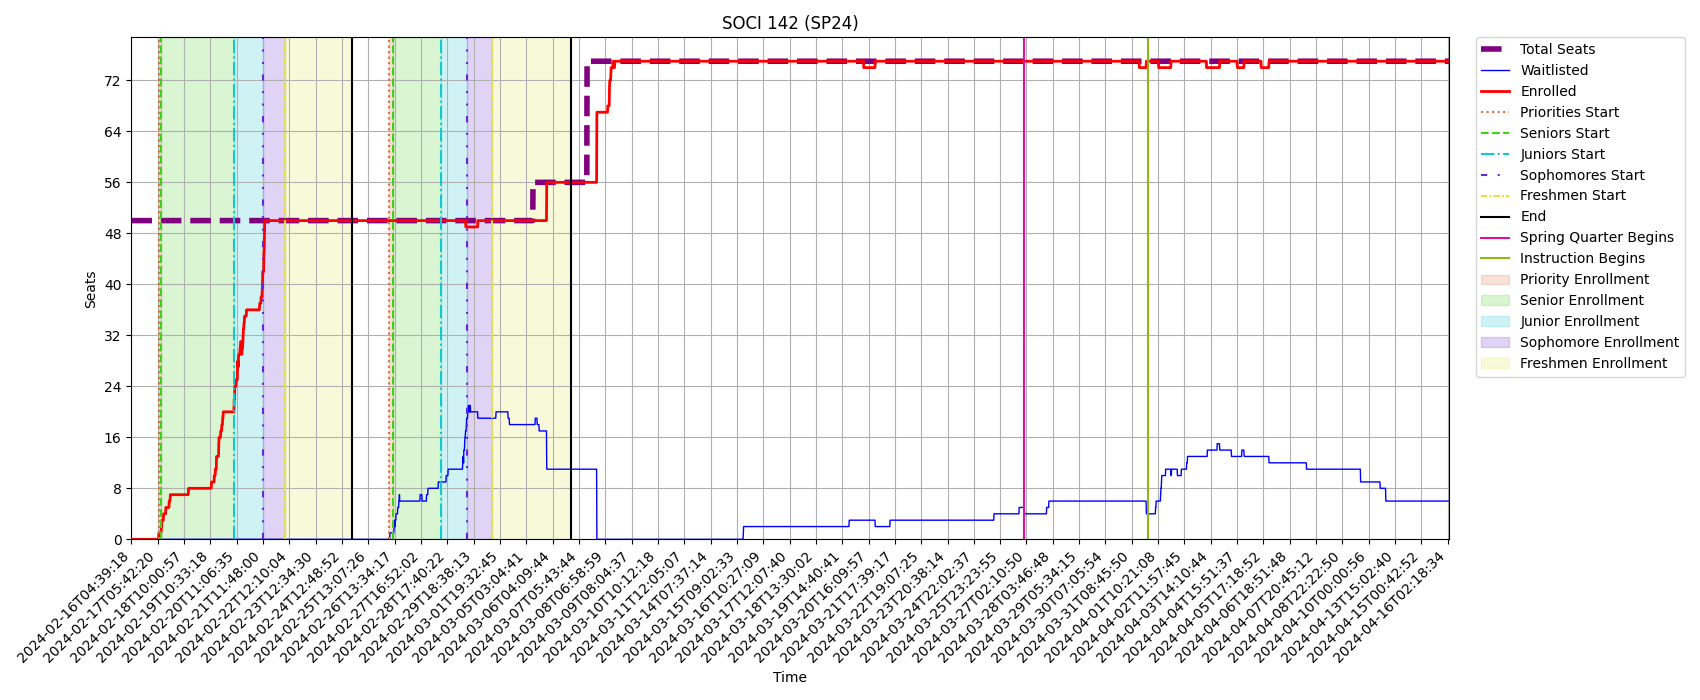 SOCI 142 (SP24)
Seats
72
64
56
48
40
32
24
16
8
0
2024-02-16T04:39:18
2024-02-17T05:42:20
2024-02-18T10:00:57
2024-02-19T10:33:18
2024-02-20T11:06:35
2024-02-21T11:48:00
2024-02-22T12:10:04
2024-02-23T12:34:30
2024-02-24T12:48:52
2024-02-25T13:07:26
2024-02-26T13:34:17
2024-02-27T16:52:02
2024-02-28T17:40:22
2024-02-29T18:38:13
2024-03-01T19:32:45
2024-03-05T03:04:41
2024-03-06T04:09:44
2024-03-07T05:43:44
2024-03-08T06:58:59
2024-03-09T08:04:37
2024-03-10T10:12:18
2024-03-11T12:05:07
2024-03-14T07:37:14
2024-03-15T09:02:33
2024-03-16T10:27:09
2024-03-17T12:07:40
2024-03-18T13:30:02
2024-03-19T14:40:41
2024-03-20T16:09:57
2024-03-21T17:39:17
2024-03-22T19:07:25
2024-03-23T20:38:14
2024-03-24T22:02:37
2024-03-25T23:23:55
2024-03-27T02:10:50
2024-03-28T03:46:48
2024-03-29T05:34:15
2024-03-30T07:05:54
2024-03-31T08:45:50
2024-04-01T10:21:08
2024-04-02T11:57:45
2024-04-03T14:10:44
2024-04-04T15:51:37
2024-04-05T17:18:52
2024-04-06T18:51:48
2024-04-07T20:45:12
2024-04-08T22:22:50
2024-04-10T00:00:56
2024-04-13T15:02:40
2024-04-15T00:42:52
2024-04-16T02:18:34
Time
Total Seats
Waitlisted
Enrolled
Priorities Start
Seniors Start
Juniors Start
Sophomores Start
Freshmen Start
End
Spring Quarter Begins
Instruction Begins
Priority Enrollment
Senior Enrollment
Junior Enrollment
Sophomore Enrollment
Freshmen Enrollment